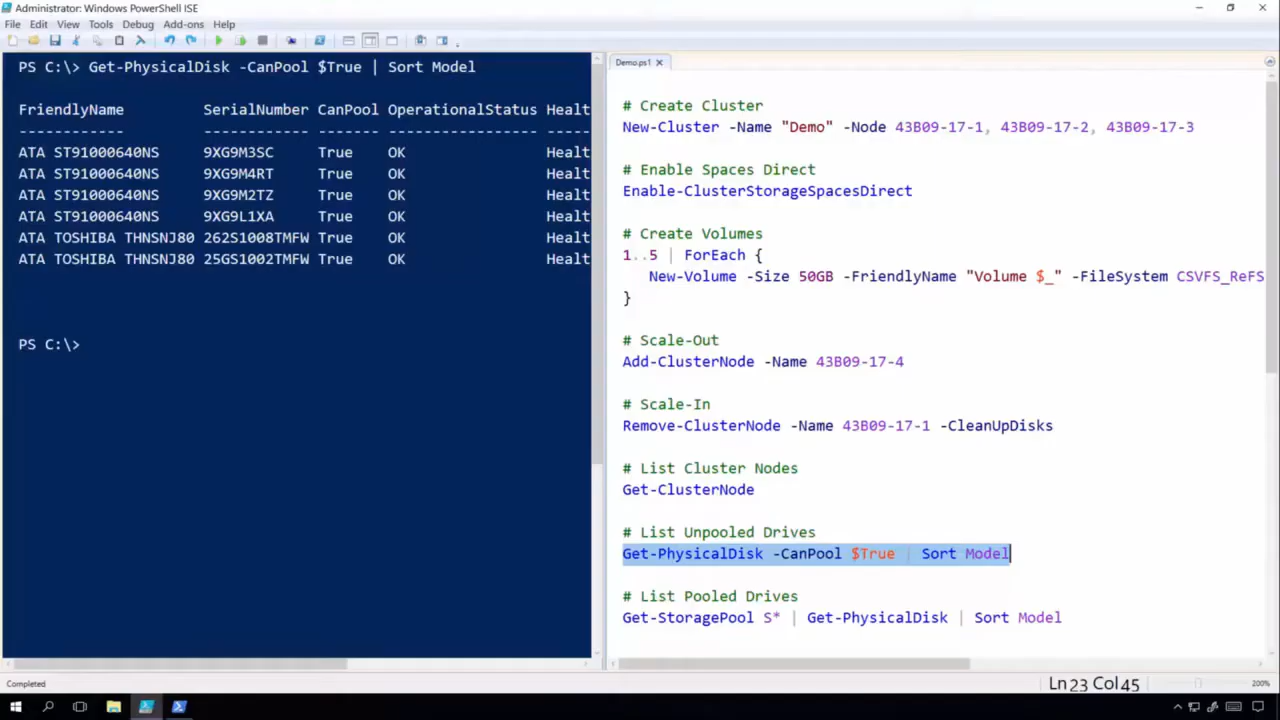 Administrator: Windows PowerShell ISE
File Edit View Tools Debug Add-ons Help
PS C:\> Get-PhysicalDisk -CanPool $True | Sort Model
FriendlyName SerialNumber CanPool OperationalStatus Healt
------------ ------------ ------- ----------------- -----
ATA ST91000640NS 9XG9M3SC True OK Healt
ATA ST91000640NS 9XG9M4RT True OK Healt
ATA ST91000640NS 9XG9M2TZ True OK Healt
ATA ST91000640NS 9XG9L1XA True OK Healt
ATA TOSHIBA THNSNJ80 262S1008TMFW True OK Healt
ATA TOSHIBA THNSNJ80 25GS1002TMFW True OK Healt
PS C:\>
Demo.ps1
# Create Cluster
New-Cluster -Name "Demo" -Node 43B09-17-1, 43B09-17-2, 43B09-17-3
# Enable Spaces Direct
Enable-ClusterStorageSpacesDirect
# Create Volumes
1..5 | ForEach {
New-Volume -Size 50GB -FriendlyName "Volume $_" -FileSystem CSVFS_ReFS
}
# Scale-Out
Add-ClusterNode -Name 43B09-17-4
# Scale-In
Remove-ClusterNode -Name 43B09-17-1 -CleanUpDisks
# List Cluster Nodes
Get-ClusterNode
# List Unpooled Drives
Get-PhysicalDisk -CanPool $True | Sort Model
# List Pooled Drives
Get-StoragePool S* | Get-PhysicalDisk | Sort Model
Completed
Ln 23 Col 45
200%